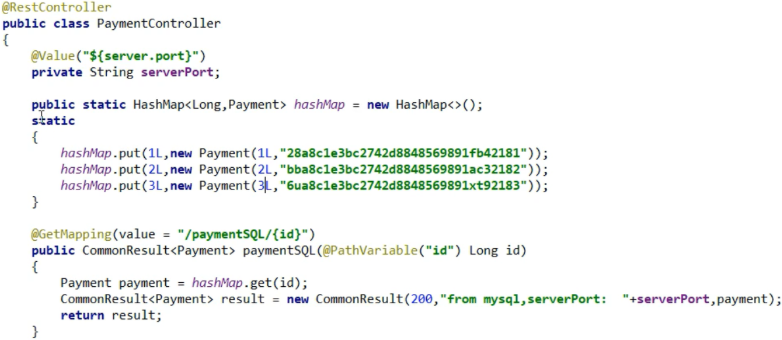 @RestController
public class PaymentController
{
    @Value("${server.port}")
    private String serverPort;

    public static HashMap<Long,Payment> hashMap = new HashMap<>();
    static
    {
        hashMap.put(1L,new Payment(1L,"28a8c1e3bc2742d8848569891fb42181"));
        hashMap.put(2L,new Payment(2L,"bba8c1e3bc2742d8848569891ac32182"));
        hashMap.put(3L,new Payment(3L,"6ua8c1e3bc2742d8848569891xt92183"));
    }

    @GetMapping(value = "/paymentSQL/{id}")
    public CommonResult<Payment> paymentSQL(@PathVariable("id") Long id)
    {
        Payment payment = hashMap.get(id);
        CommonResult<Payment> result = new CommonResult(200,"from mysql,serverPort:  "+serverPort,payment);
        return result;
    }